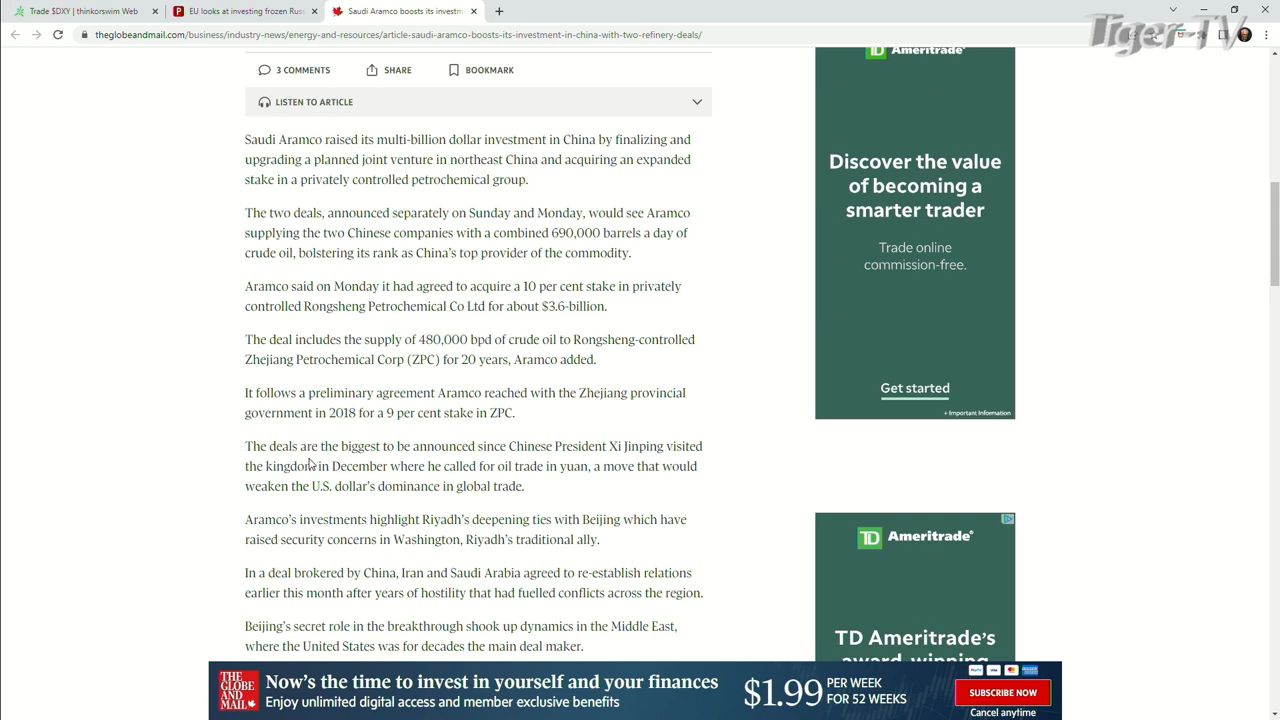 Trade $DXY | thinkorswim Web
EU looks at investing frozen Russ
Saudi Aramco boosts its investm
Tiger TV
theglobeandmail.com/business/industry-news/energy-and-resources/article-saudi-aramco-boosts-its-investment-in-china-with-two-refinery-deals/
3 COMMENTS
SHARE
BOOKMARK
LISTEN TO ARTICLE
Saudi Aramco raised its multi-billion dollar investment in China by finalizing and
upgrading a planned joint venture in northeast China and acquiring an expanded
stake in a privately controlled petrochemical group.
The two deals, announced separately on Sunday and Monday, would see Aramco
supplying the two Chinese companies with a combined 690,000 barrels a day of
crude oil, bolstering its rank as China's top provider of the commodity.
Aramco said on Monday it had agreed to acquire a 10 per cent stake in privately
controlled Rongsheng Petrochemical Co Ltd for about $3.6-billion.
The deal includes the supply of 480,000 bpd of crude oil to Rongsheng-controlled
Zhejiang Petrochemical Corp (ZPC) for 20 years, Aramco added.
It follows a preliminary agreement Aramco reached with the Zhejiang provincial
government in 2018 for a 9 per cent stake in ZPC.
The deals are the biggest to be announced since Chinese President Xi Jinping visited
the kingdom in December where he called for oil trade in yuan, a move that would
weaken the U.S. dollar's dominance in global trade.
Aramco's investments highlight Riyadh's deepening ties with Beijing which have
raised security concerns in Washington, Riyadh's traditional ally.
In a deal brokered by China, Iran and Saudi Arabia agreed to re-establish relations
earlier this month after years of hostility that had fuelled conflicts across the region.
Beijing's secret role in the breakthrough shook up dynamics in the Middle East,
where the United States was for decades the main deal maker.
TD Ameritrade
Discover the value
of becoming a
smarter trader
Trade online
commission-free.
Get started
+ Important Information
TD Ameritrade®
TD Ameritrade's
award-winning
THE
GLOBE
AND
MAIL
Now's the time to invest in yourself and your finances
Enjoy unlimited digital access and member exclusive benefits
$1.99
PER WEEK
FOR 52 WEEKS
SUBSCRIBE NOW
Cancel anytime